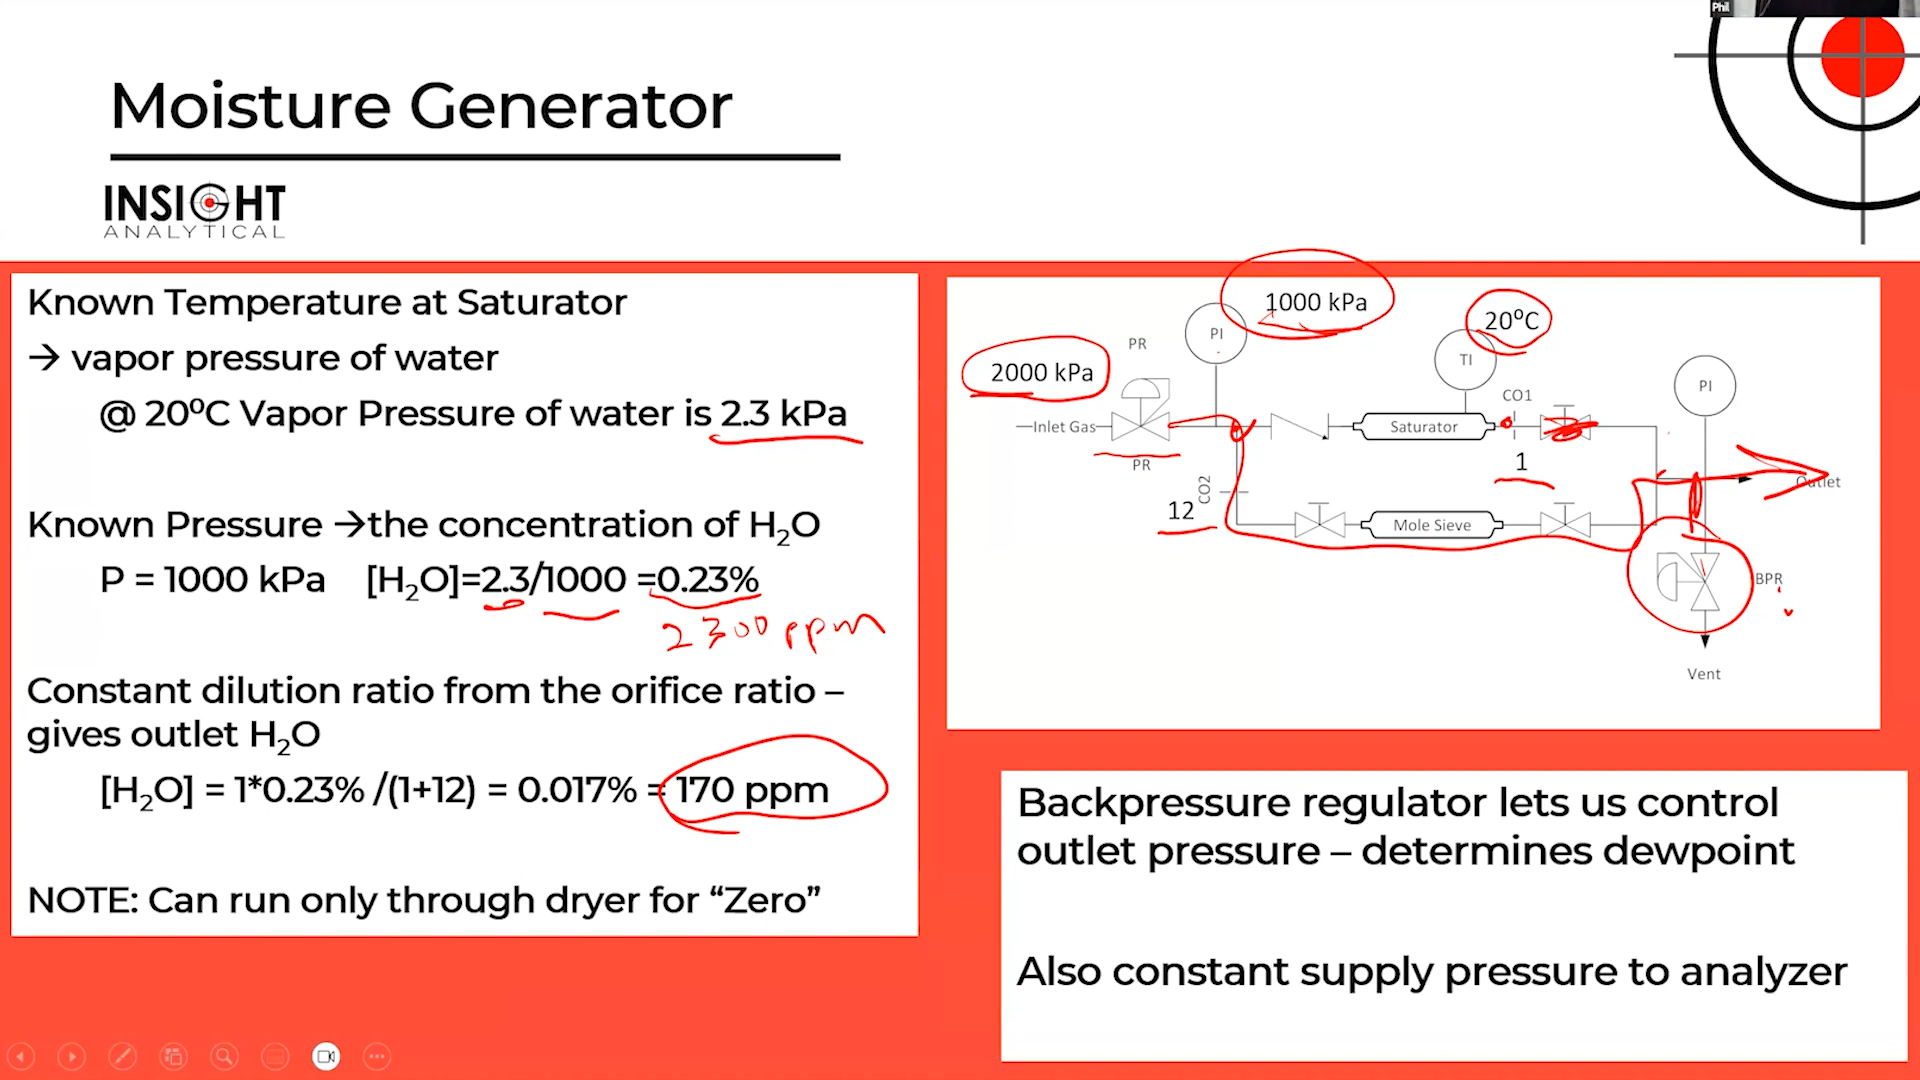 Phil
Moisture Generator
INSIGHT
ANALYTICAL
Known Temperature at Saturator
→ vapor pressure of water
@ 20⁰C Vapor Pressure of water is 2.3 kPa
Known Pressure →the concentration of H₂O
P = 1000 kPa [H₂O]=2.3/1000 =0.23%
2300 ppm
Constant dilution ratio from the orifice ratio –
gives outlet H₂O
[H₂O] = 1*0.23% /(1+12) = 0.017% = 170 ppm
NOTE: Can run only through dryer for “Zero”
1000 kPa
20⁰C
PI
PR
2000 kPa
TI
PI
CO1
Inlet Gas
Saturator
PR
1
CO2
Outlet
12
Mole Sieve
BPR
Vent
Backpressure regulator lets us control
outlet pressure – determines dewpoint
Also constant supply pressure to analyzer